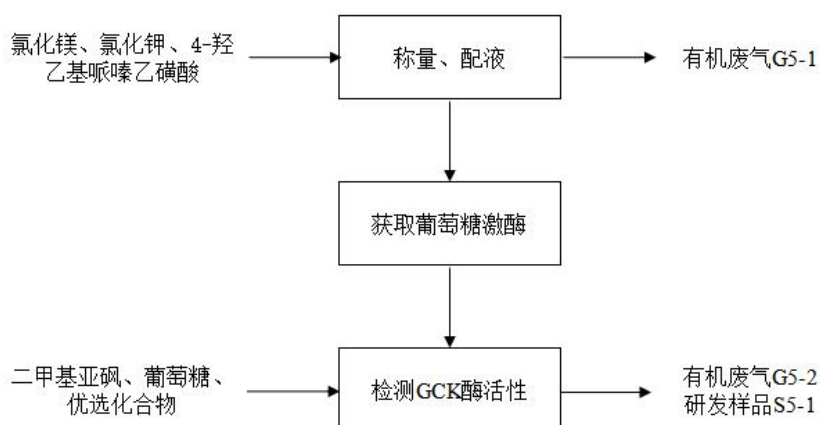 氯化镁、氯化钾、4-羟
乙基哌嗪乙磺酸
称量、配液
有机废气G5-1
获取葡萄糖激酶
二甲基亚砜、葡萄糖、
优选化合物
检测GCK酶活性
有机废气G5-2
研发样品S5-1